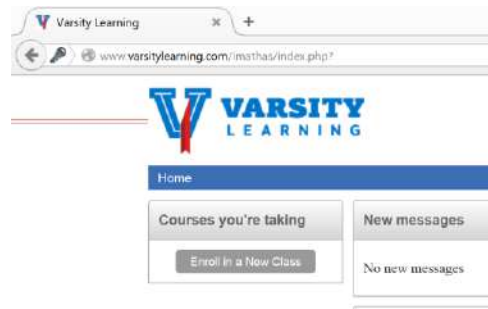 Varsity Learning
www.varsitylearning.com/imathas/index.php?
VARSITY
LEARNING
Home
Courses you're taking
New messages
Enroll in a New Class
No new messages